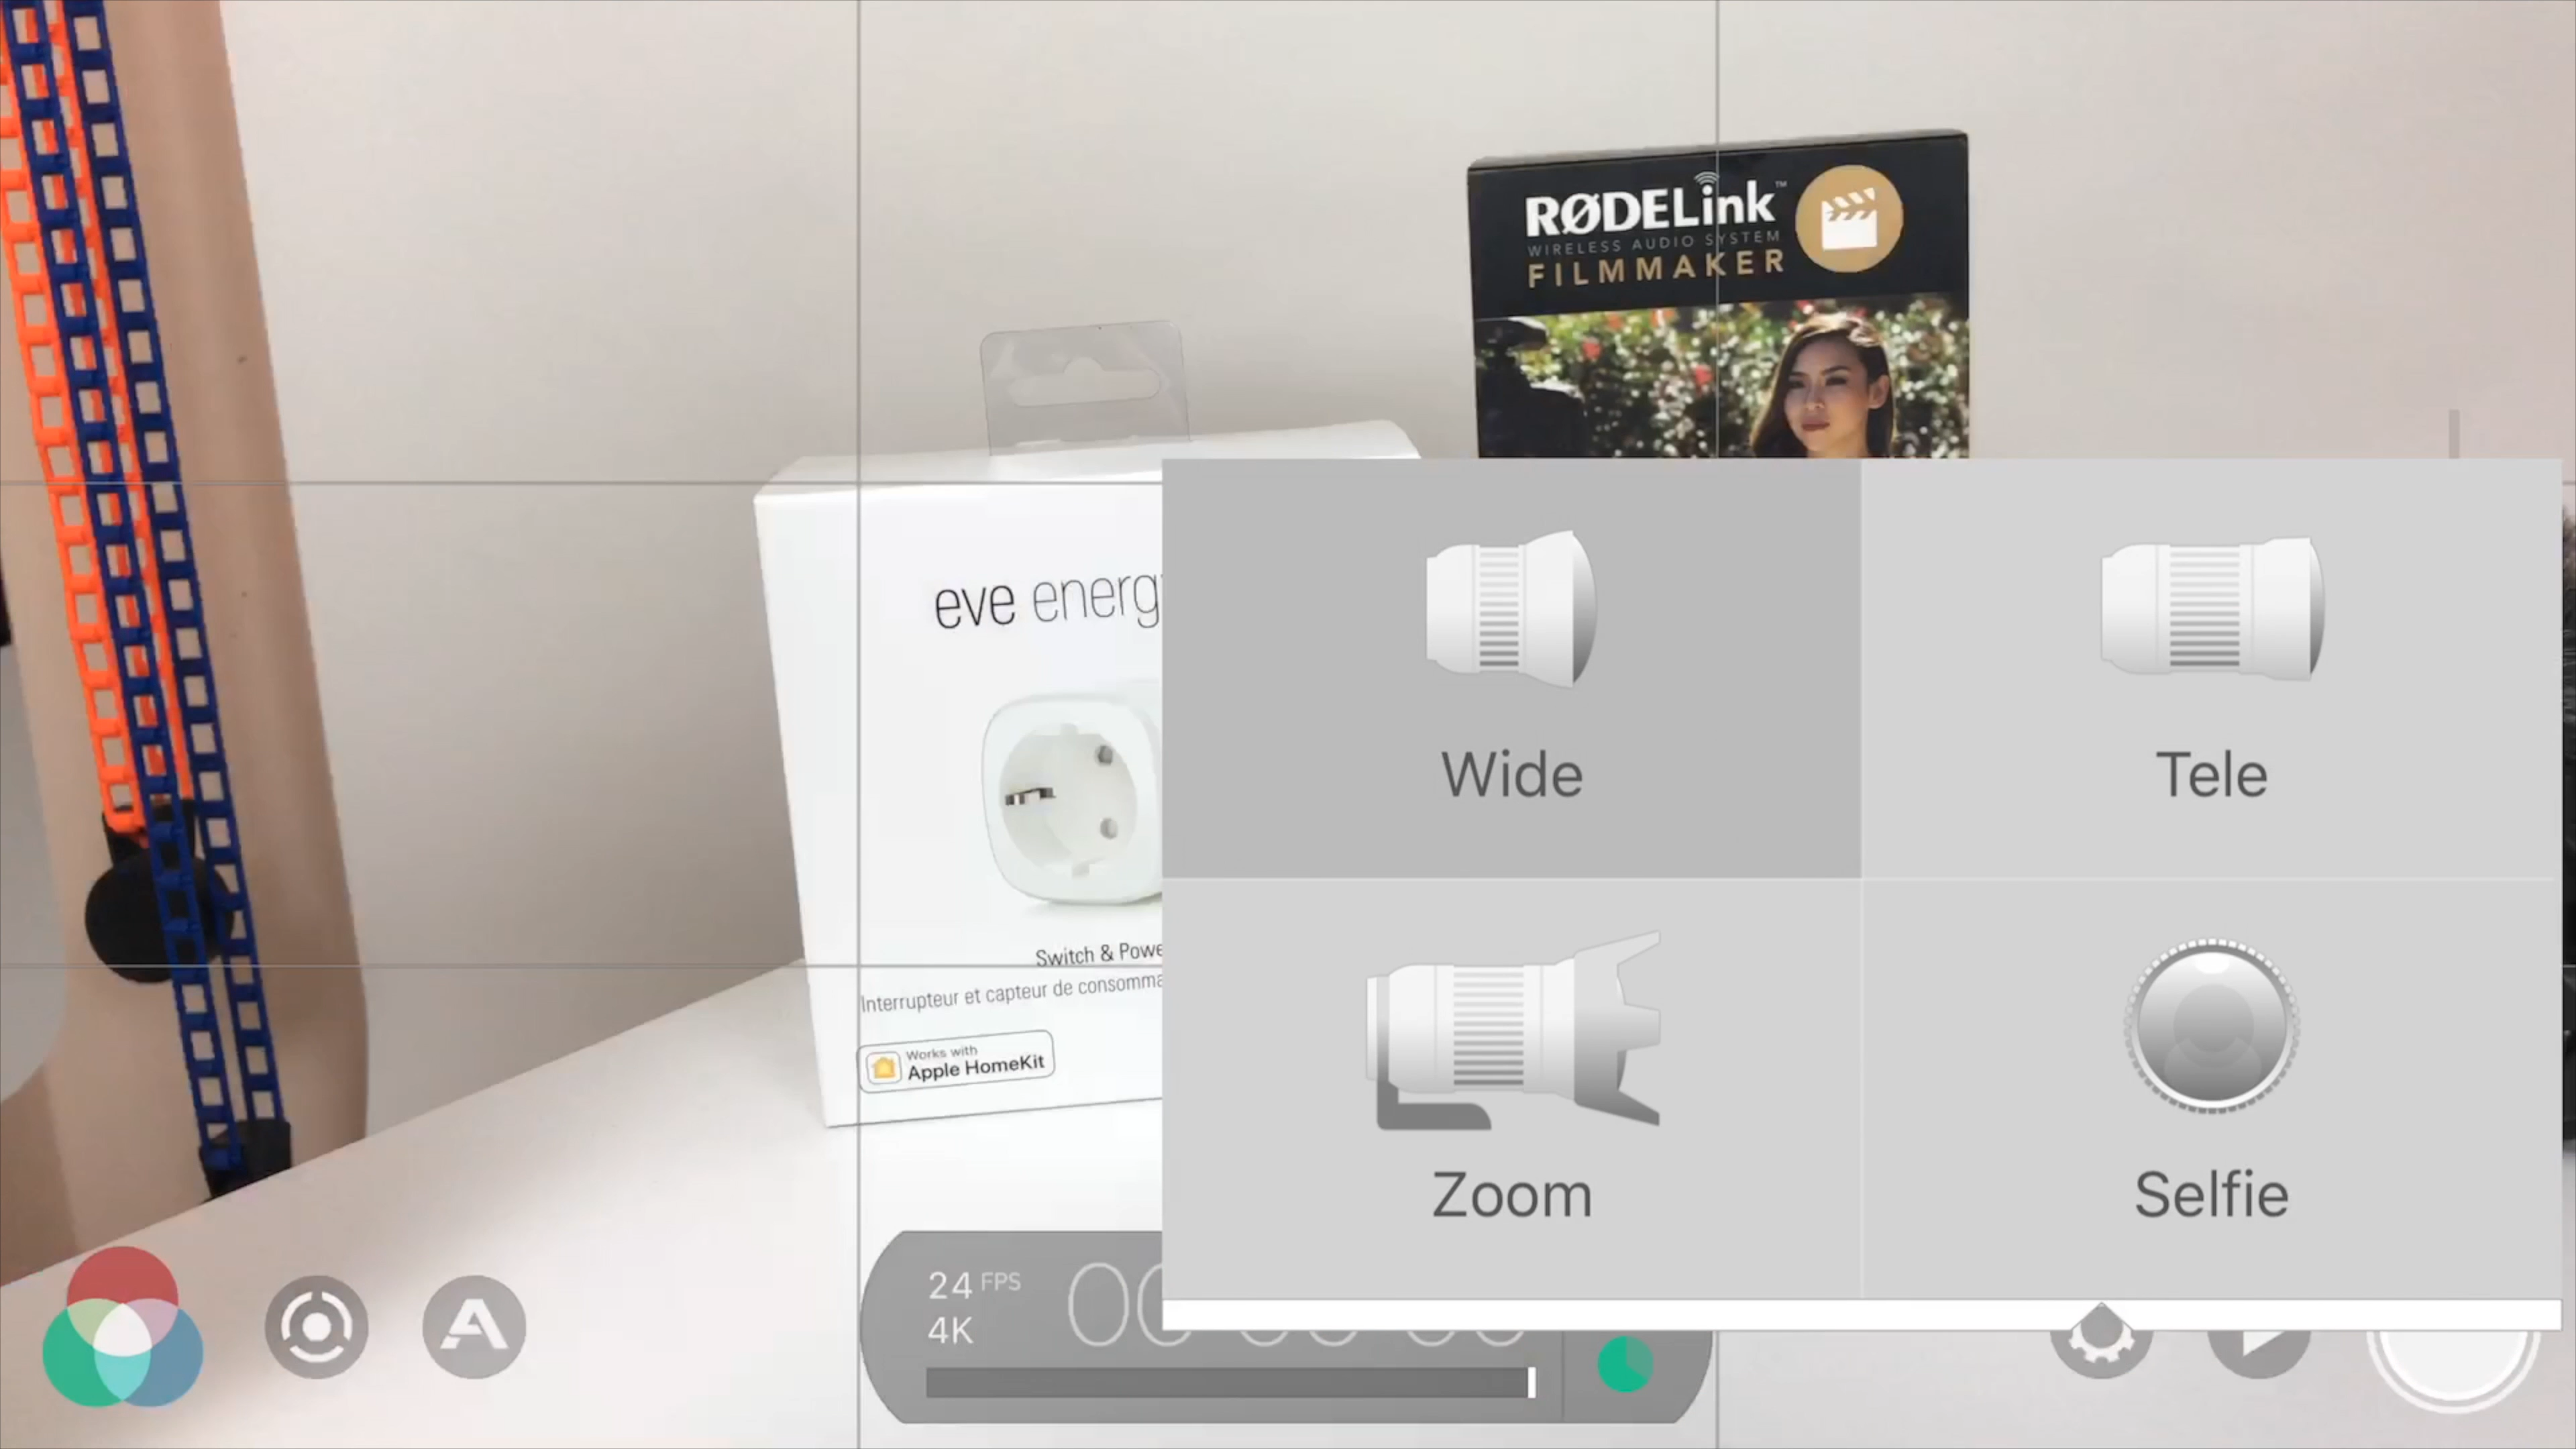 RØDELink™
WIRELESS AUDIO SYSTEM
FILMMAKER
eve energ
Switch & Powe
Interrupteur et capteur de consomma
Works with
Apple HomeKit
Wide
Tele
Zoom
Selfie
24 FPS
4K